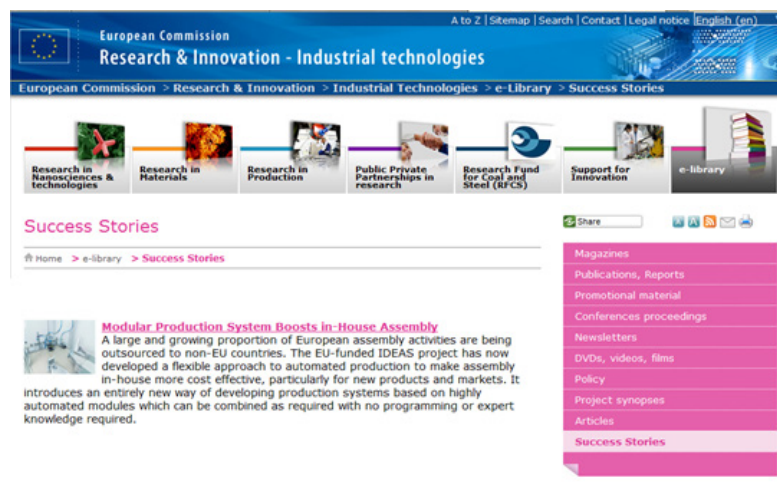 A to Z | Sitemap | Search | Contact | Legal notice English (en)
European Commission
Research & Innovation - Industrial technologies
European Commission > Research & Innovation > Industrial Technologies > e-Library > Success Stories
Research in
Nanosciences &
technologies
Research in
Materials
Research in
Production
Public Private
Partnerships in
research
Research Fund
for Coal and
Steel (RFCS)
Support for
Innovation
e-library
Success Stories
Share
A A
Home > e-library > Success Stories
Modular Production System Boosts in-House Assembly
A large and growing proportion of European assembly activities are being
outsourced to non-EU countries. The EU-funded IDEAS project has now
developed a flexible approach to automated production to make assembly
in-house more cost effective, particularly for new products and markets. It
introduces an entirely new way of developing production systems based on highly
automated modules which can be combined as required with no programming or expert
knowledge required.
Magazines
Publications, Reports
Promotional material
Conferences proceedings
Newsletters
DVDs, videos, films
Policy
Project synopses
Articles
Success Stories